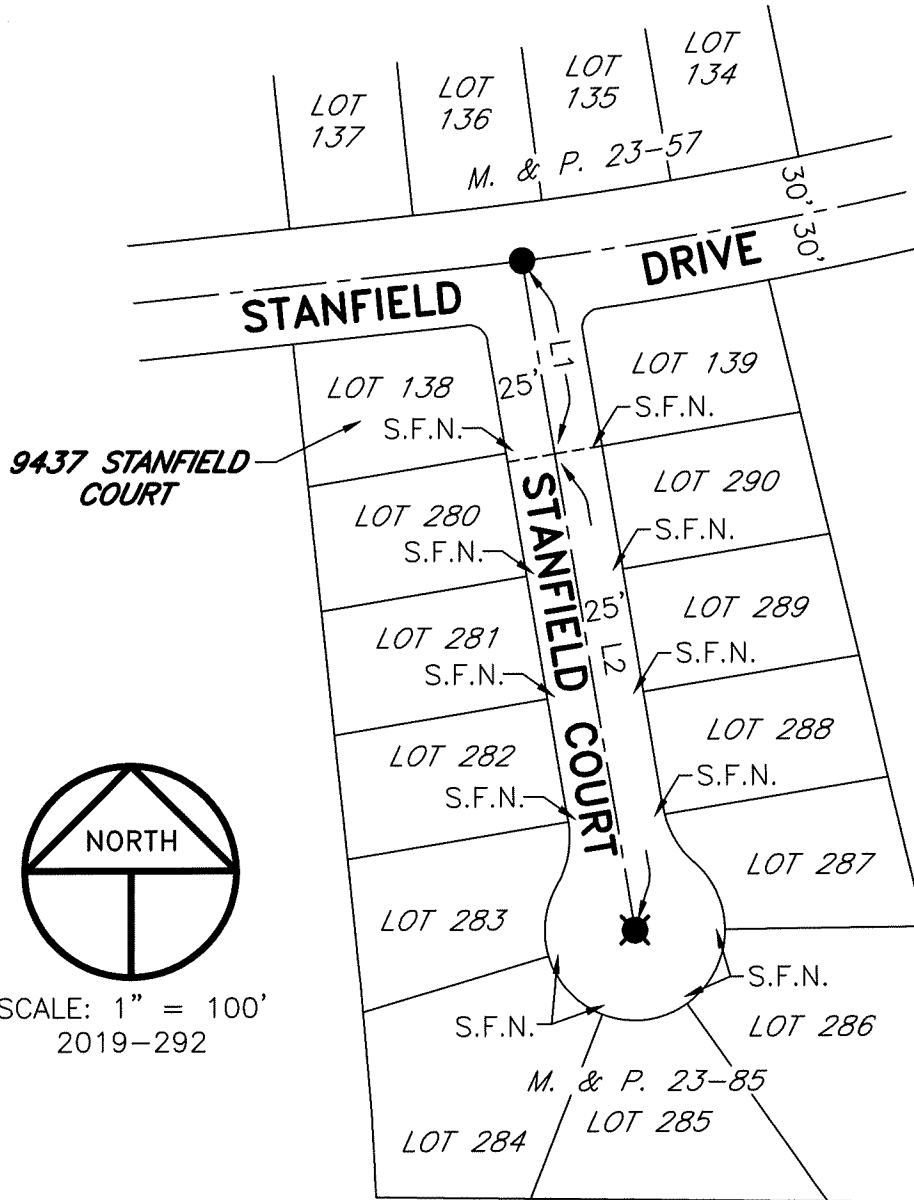 LOT
137
LOT
136
LOT
135
LOT
134
M. & P. 23-57
30'
30'
STANFIELD
DRIVE
LOT 138
25'
L1
LOT 139
S.F.N.
S.F.N.
9437 STANFIELD
COURT
LOT 280
S.F.N.
STANFIELD COURT
LOT 290
S.F.N.
LOT 281
25'
L2
LOT 289
S.F.N.
S.F.N.
LOT 282
LOT 288
S.F.N.
S.F.N.
NORTH
LOT 283
LOT 287
SCALE: 1" = 100'
2019-292
S.F.N.
S.F.N.
LOT 286
M. & P. 23-85
LOT 284
LOT 285